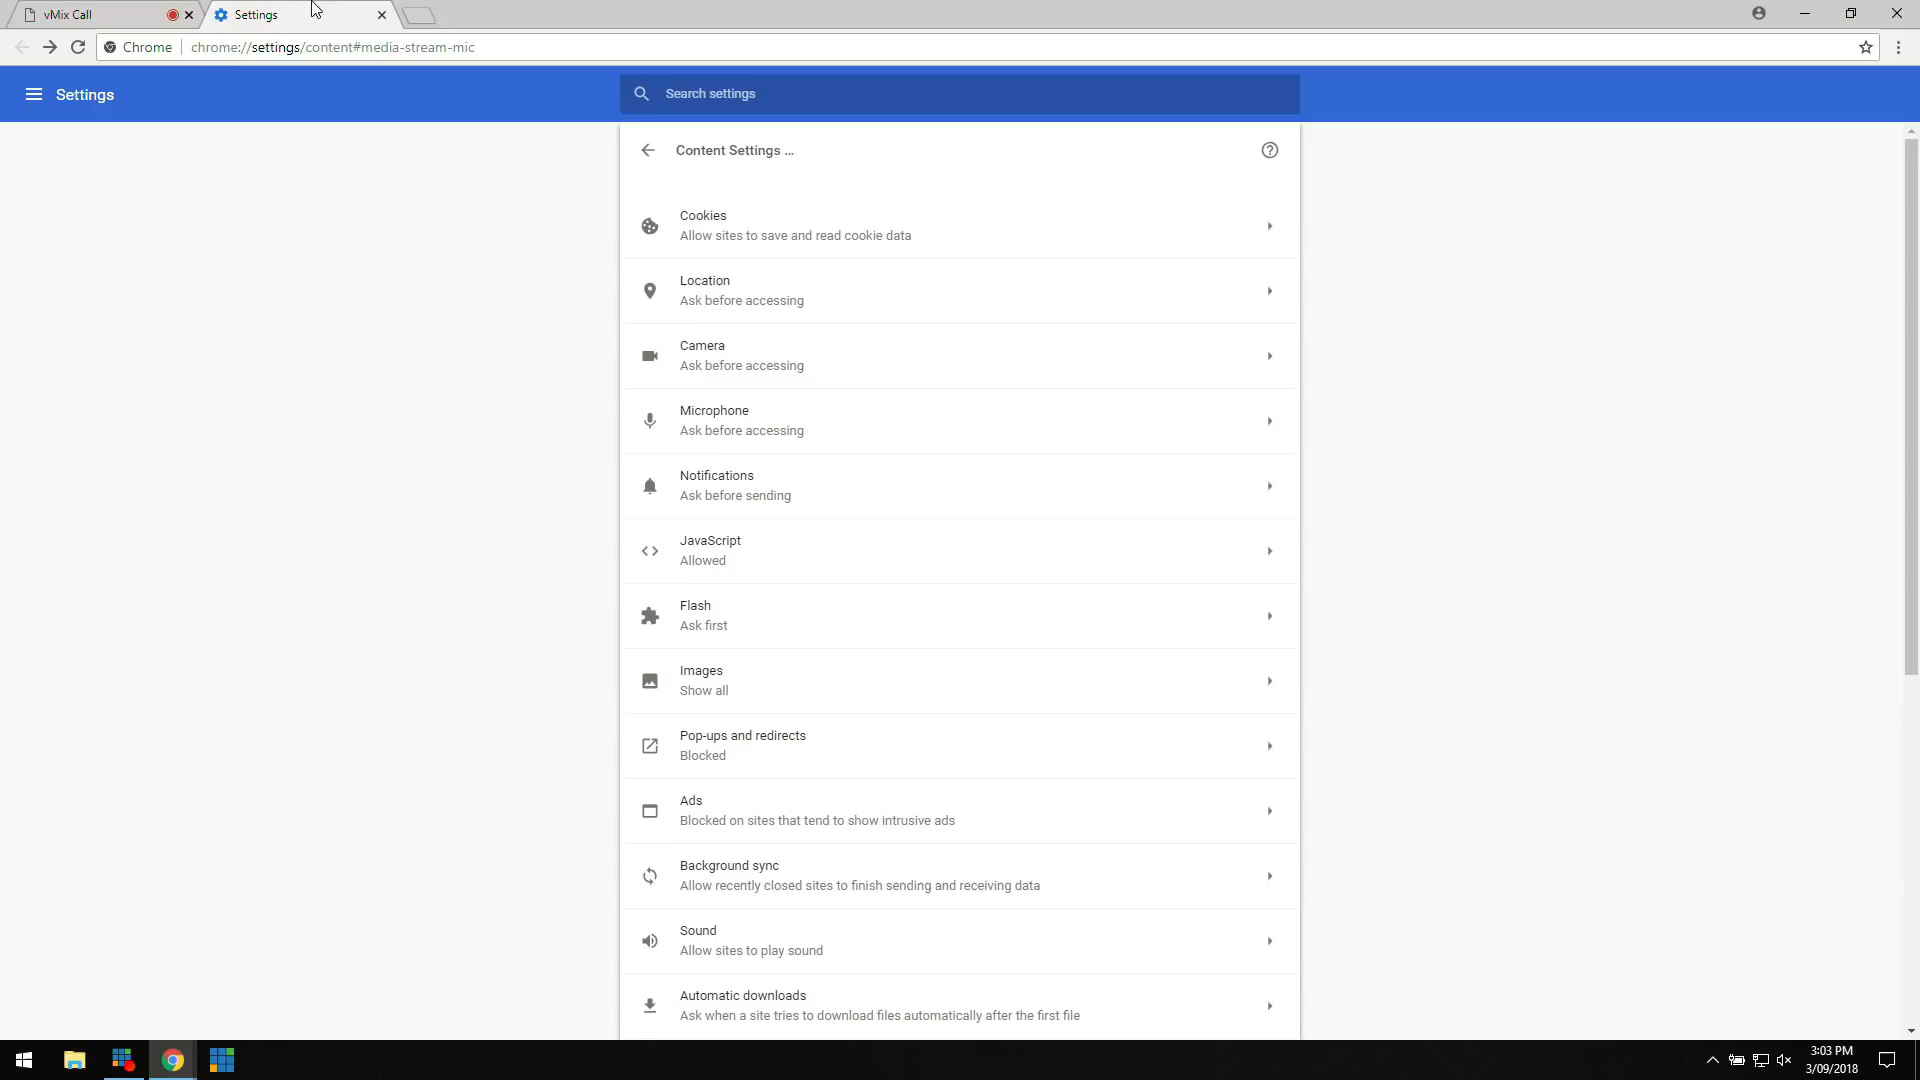 vMix Call
Settings
Chrome
chrome://settings/content#media-stream-mic
Settings
Search settings
Content Settings ...
Cookies
Allow sites to save and read cookie data
Location
Ask before accessing
Camera
Ask before accessing
Microphone
Ask before accessing
Notifications
Ask before sending
JavaScript
Allowed
Flash
Ask first
Images
Show all
Pop-ups and redirects
Blocked
Ads
Blocked on sites that tend to show intrusive ads
Background sync
Allow recently closed sites to finish sending and receiving data
Sound
Allow sites to play sound
Automatic downloads
Ask when a site tries to download files automatically after the first file
3:03 PM
3/09/2018